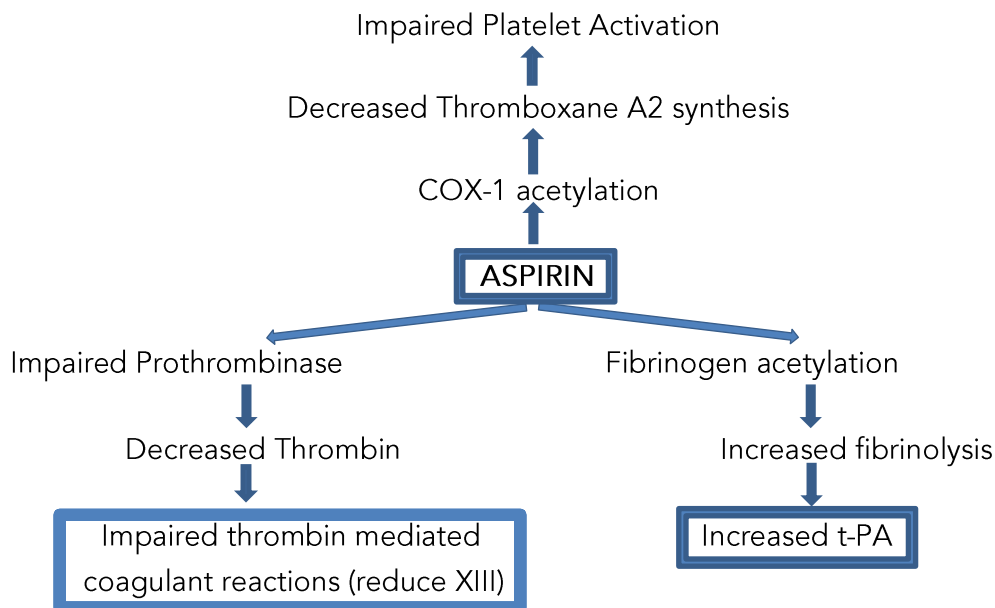 Impaired Platelet Activation
Decreased Thromboxane A2 synthesis
COX-1 acetylation
ASPIRIN
Impaired Prothrombinase
Fibrinogen acetylation
Decreased Thrombin
Increased fibrinolysis
Impaired thrombin mediated
coagulant reactions (reduce XIII)
Increased t-PA